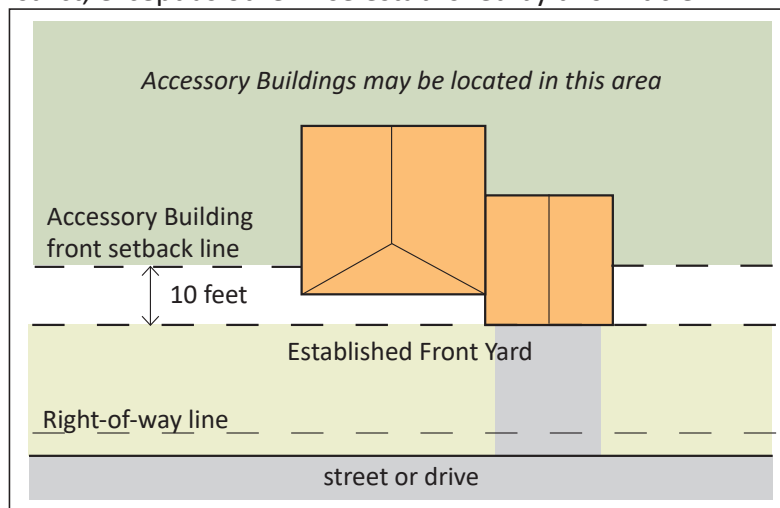 Accessory Buildings may be located in this area
Accessory Building
front setback line
10 feet
Established Front Yard
Right-of-way line
street or drive